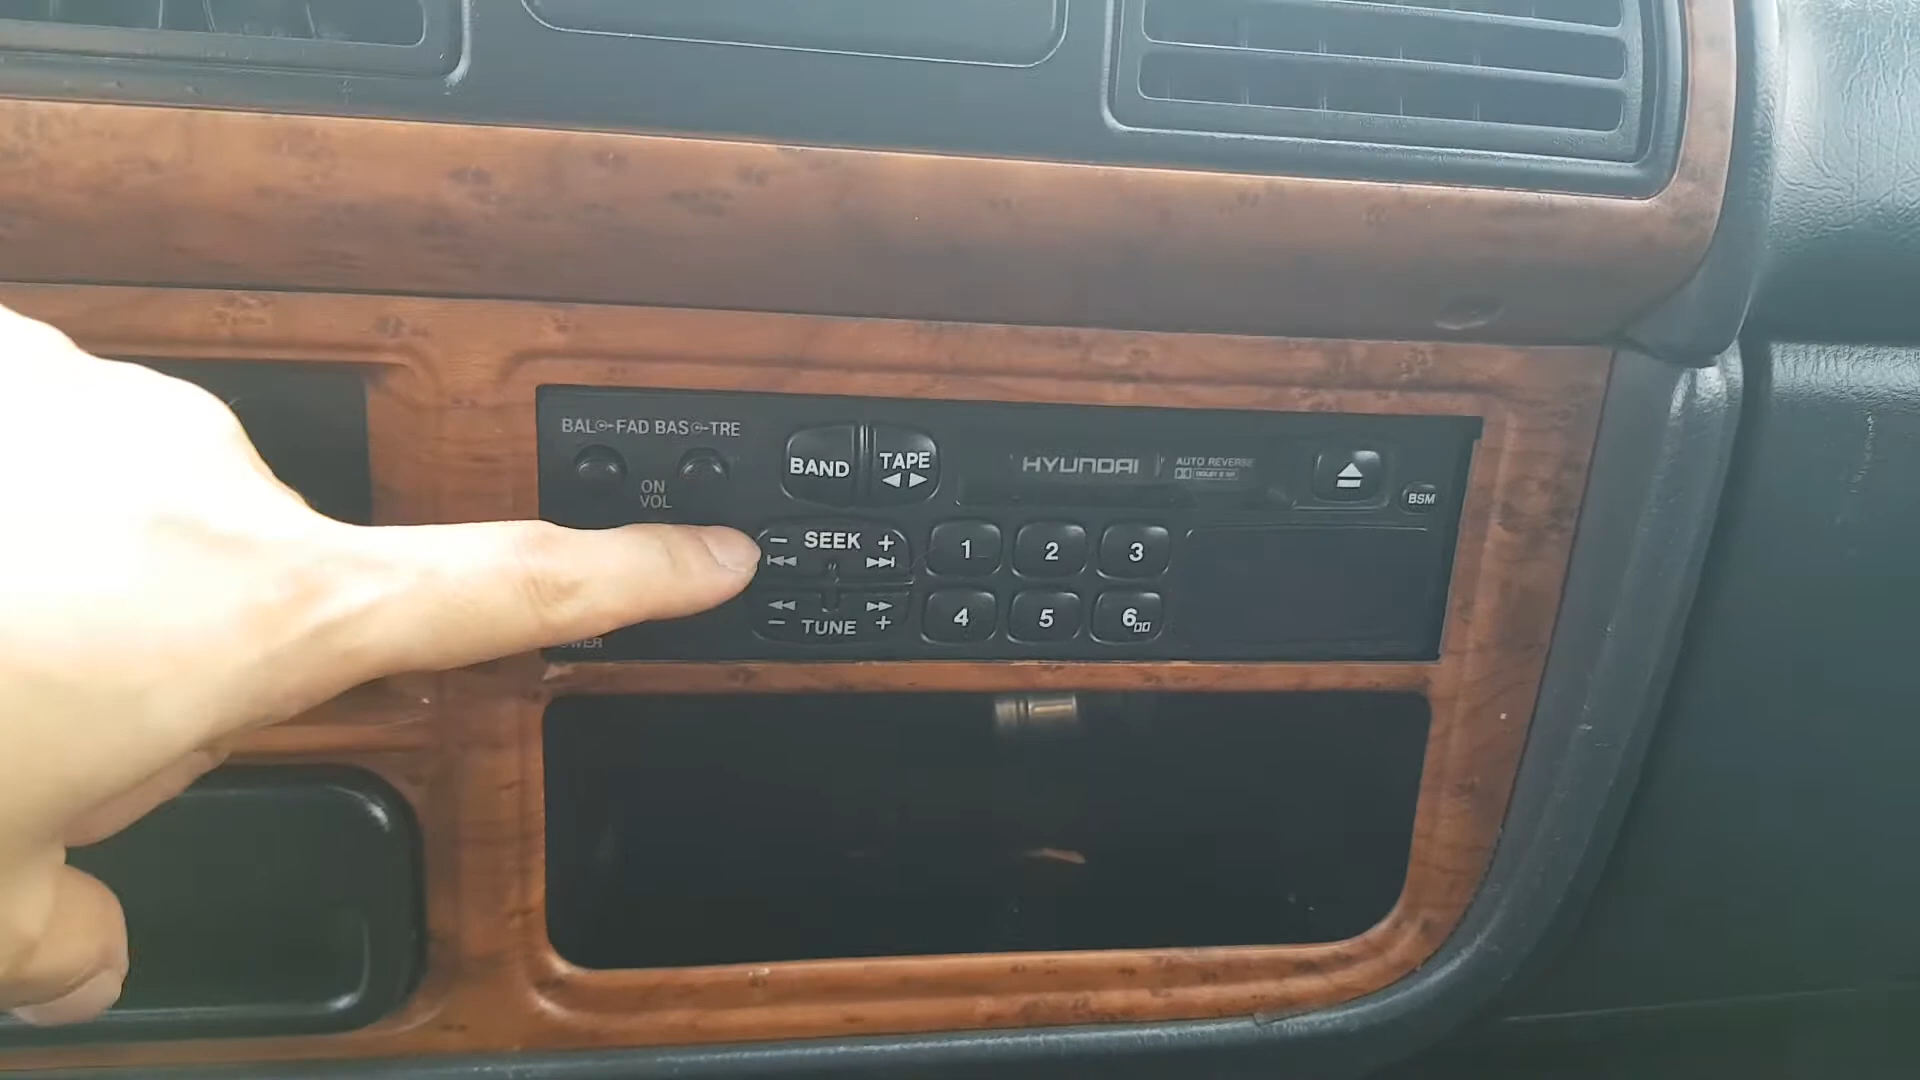 BAL FAD BAS TRE
ON
VOL
BAND
TAPE
HYUNDAI
AUTO REVERSE
BSM
- SEEK +
- TUNE +
1 2 3
4 5 6